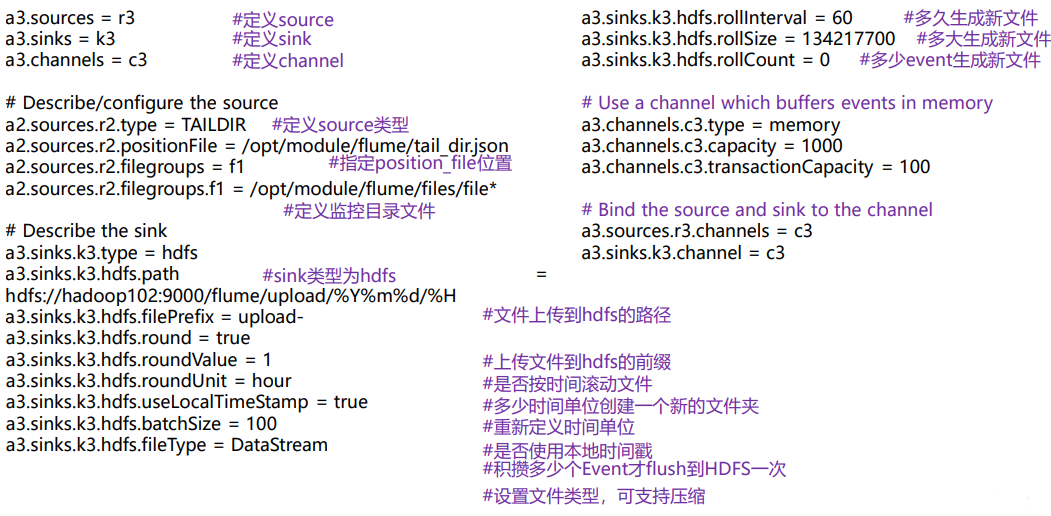 a3.sources = r3 #定义source
a3.sinks = k3 #定义sink
a3.channels = c3 #定义channel
# Describe/configure the source
a2.sources.r2.type = TAILDIR #定义source类型
a2.sources.r2.positionFile = /opt/module/flume/tail_dir.json
a2.sources.r2.filegroups = f1 #指定position_file位置
a2.sources.r2.filegroups.f1 = /opt/module/flume/files/file*
#定义监控目录文件
# Describe the sink
a3.sinks.k3.type = hdfs
a3.sinks.k3.hdfs.path #sink类型为hdfs =
hdfs://hadoop102:9000/flume/upload/%Y%m%d/%H
a3.sinks.k3.hdfs.filePrefix = upload- #文件上传到hdfs的路径
a3.sinks.k3.hdfs.round = true
a3.sinks.k3.hdfs.roundValue = 1 #上传文件到hdfs的前缀
a3.sinks.k3.hdfs.roundUnit = hour #是否按时间滚动文件
a3.sinks.k3.hdfs.useLocalTimeStamp = true #多少时间单位创建一个新的文件夹
a3.sinks.k3.hdfs.batchSize = 100 #重新定义时间单位
a3.sinks.k3.hdfs.fileType = DataStream #是否使用本地时间戳
#积攒多少个Event才flush到HDFS一次
#设置文件类型，可支持压缩
a3.sinks.k3.hdfs.rollInterval = 60 #多久生成新文件
a3.sinks.k3.hdfs.rollSize = 134217700 #多大生成新文件
a3.sinks.k3.hdfs.rollCount = 0 #多少event生成新文件
# Use a channel which buffers events in memory
a3.channels.c3.type = memory
a3.channels.c3.capacity = 1000
a3.channels.c3.transactionCapacity = 100
# Bind the source and sink to the channel
a3.sources.r3.channels = c3
a3.sinks.k3.channel = c3